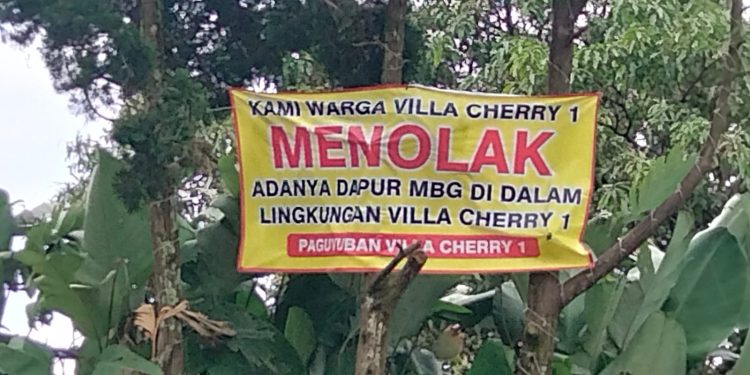 KAMI WARGA VILLA CHERRY 1
MENOLAK
ADANYA DAPUR MBG DI DALAM
LINGKUNGAN VILLA CHERRY 1
PAGUYUBAN VILLA CHERRY 1